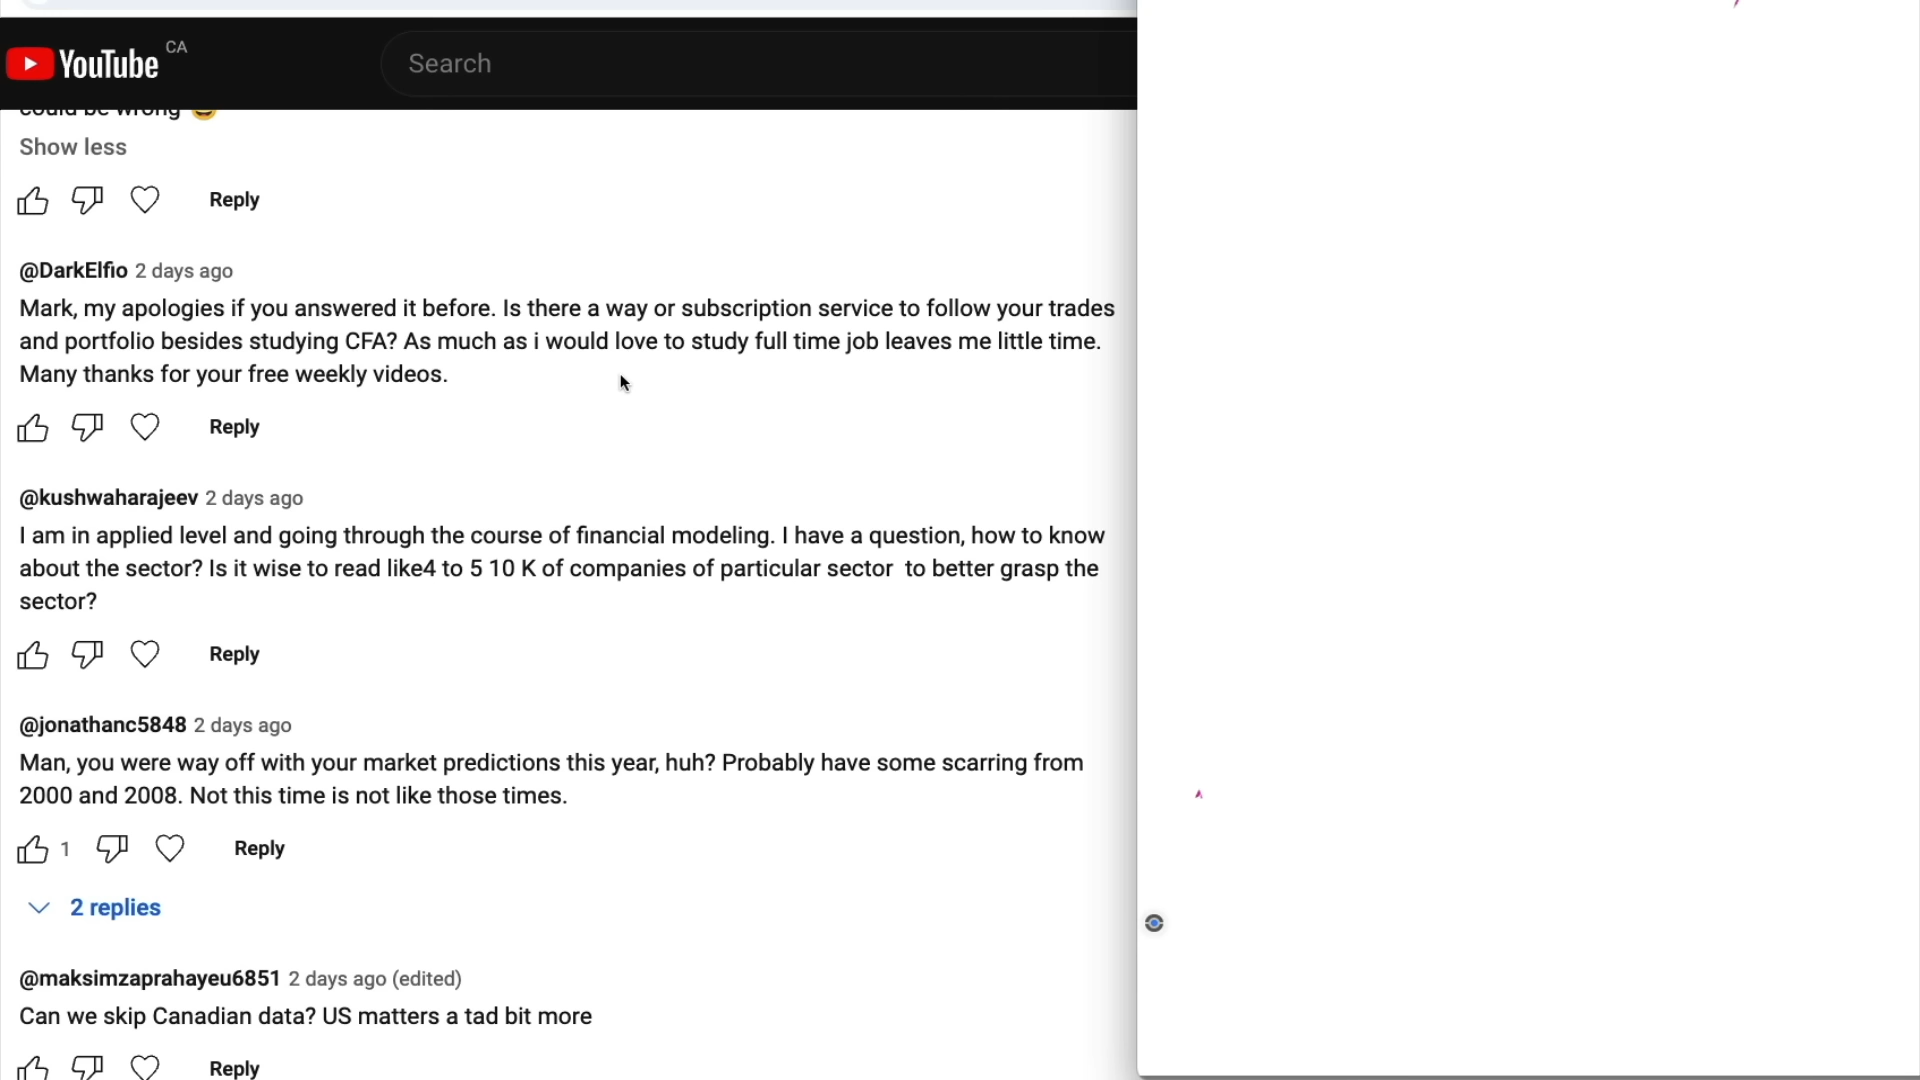 YouTube CA
Search
could be wrong
Show less
Reply
@DarkElfio 2 days ago
Mark, my apologies if you answered it before. Is there a way or subscription service to follow your trades
and portfolio besides studying CFA? As much as i would love to study full time job leaves me little time.
Many thanks for your free weekly videos.
Reply
@kushwaharajeev 2 days ago
I am in applied level and going through the course of financial modeling. I have a question, how to know
about the sector? Is it wise to read like4 to 5 10 K of companies of particular sector  to better grasp the
sector?
Reply
@jonathanc5848 2 days ago
Man, you were way off with your market predictions this year, huh? Probably have some scarring from
2000 and 2008. Not this time is not like those times.
1 Reply
2 replies
@maksimzaprahayeu6851 2 days ago (edited)
Can we skip Canadian data? US matters a tad bit more
Reply